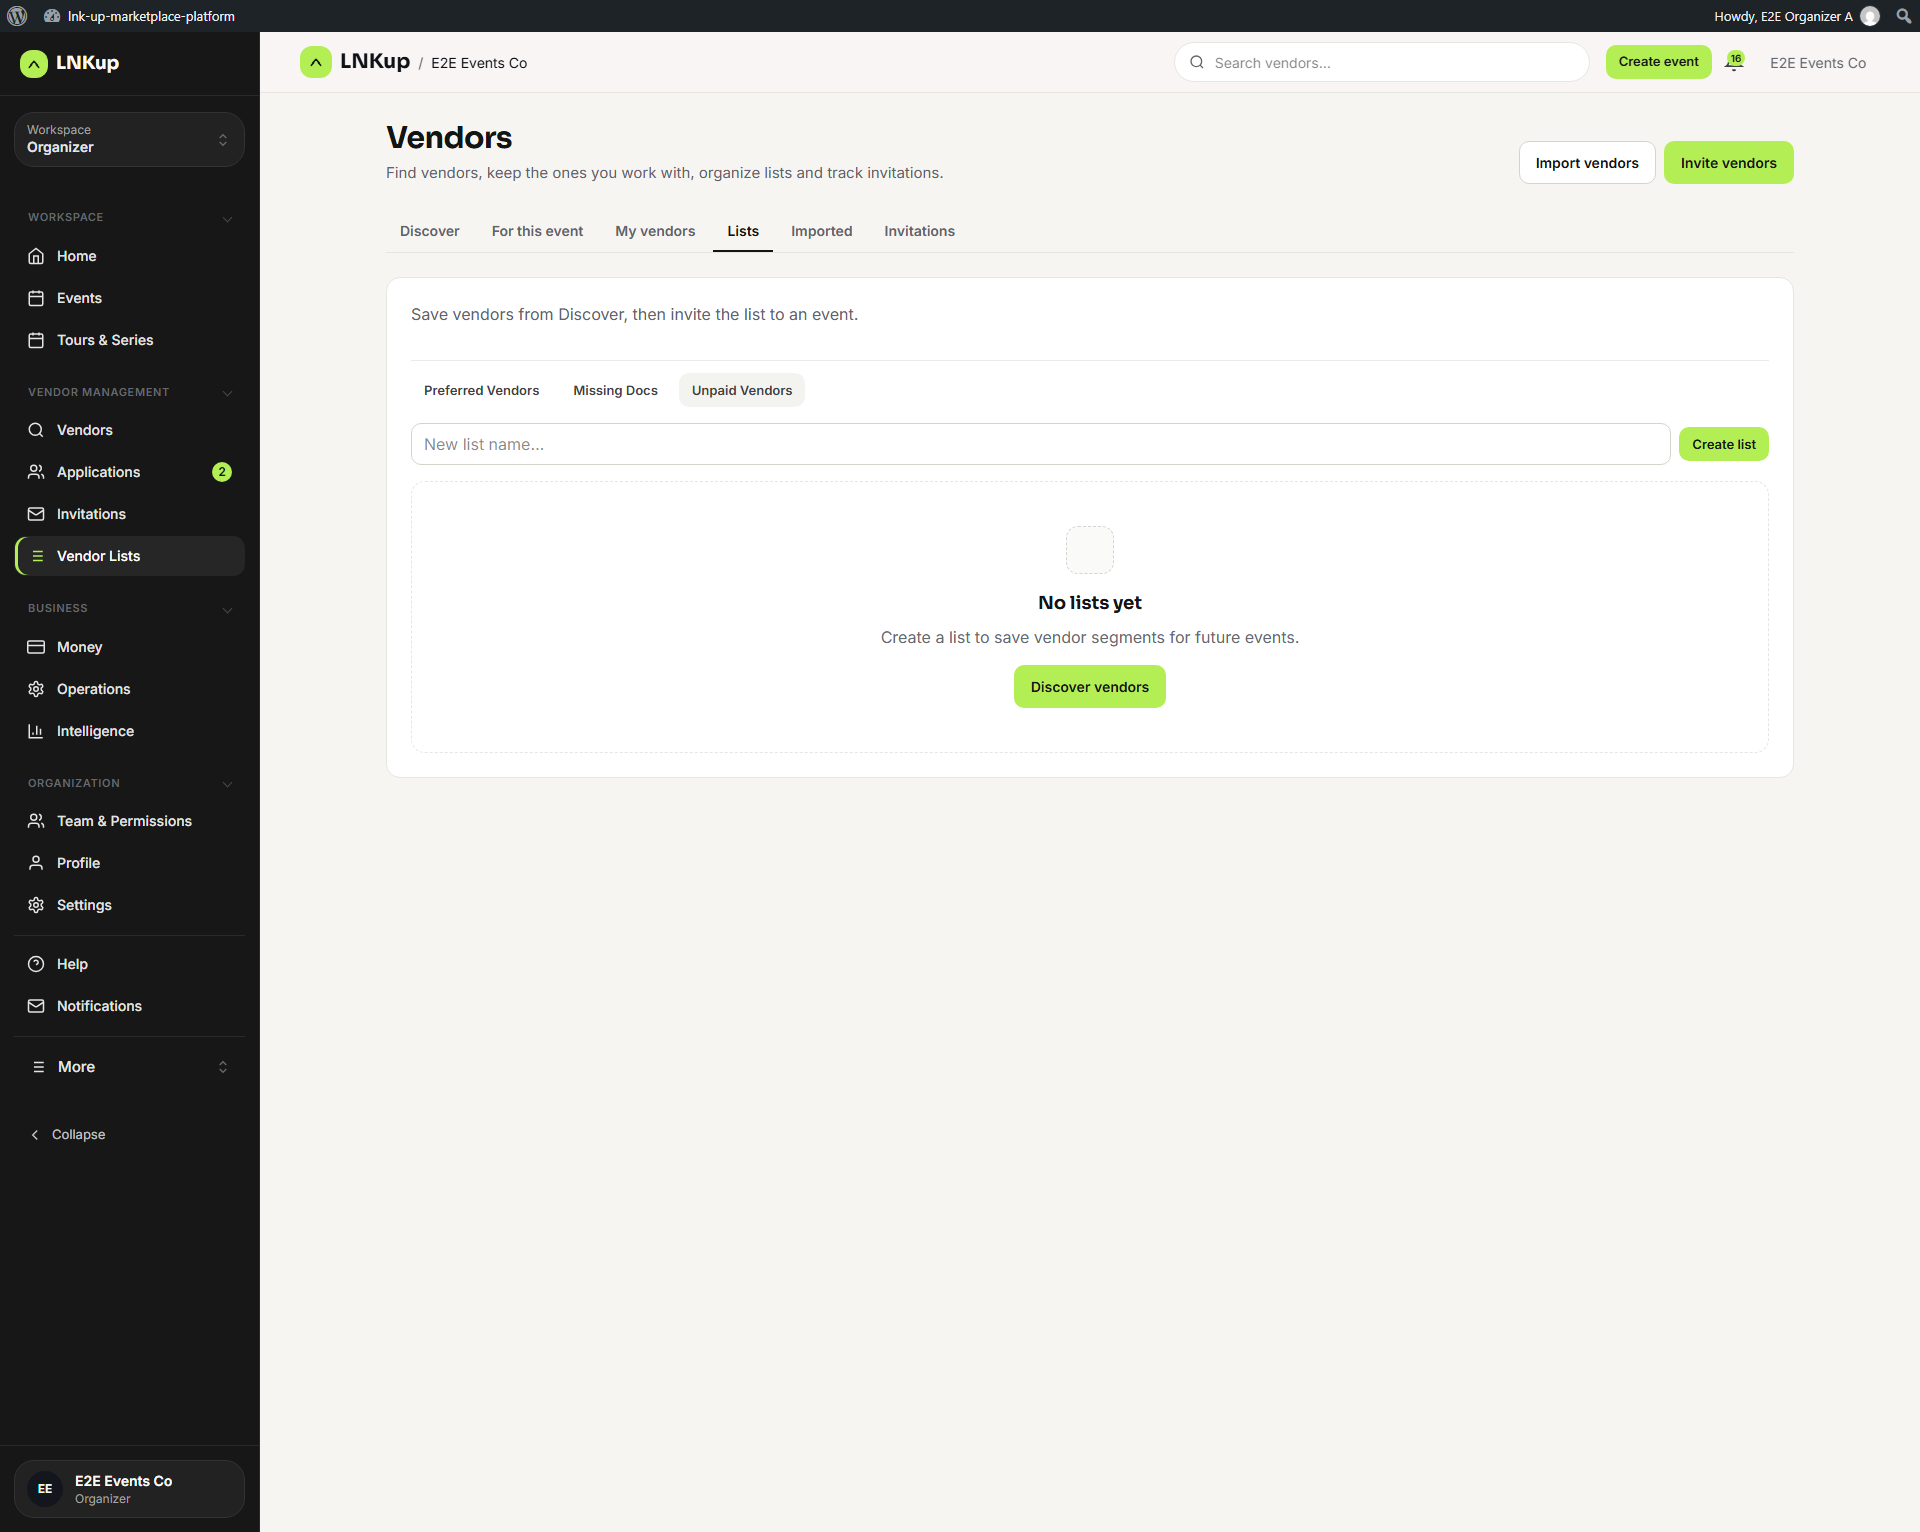 lnk-up-marketplace-platform
Howdy, E2E Organizer A
LNKup
Workspace
Organizer
WORKSPACE
Home
Events
Tours & Series
VENDOR MANAGEMENT
Vendors
Applications 2
Invitations
Vendor Lists
BUSINESS
Money
Operations
Intelligence
ORGANIZATION
Team & Permissions
Profile
Settings
Help
Notifications
More
Collapse
EE
E2E Events Co
Organizer
LNKup / E2E Events Co
Search vendors...
Create event
16
E2E Events Co
Vendors
Find vendors, keep the ones you work with, organize lists and track invitations.
Import vendors
Invite vendors
Discover For this event My vendors Lists Imported Invitations
Save vendors from Discover, then invite the list to an event.
Preferred Vendors Missing Docs Unpaid Vendors
New list name...
Create list
No lists yet
Create a list to save vendor segments for future events.
Discover vendors